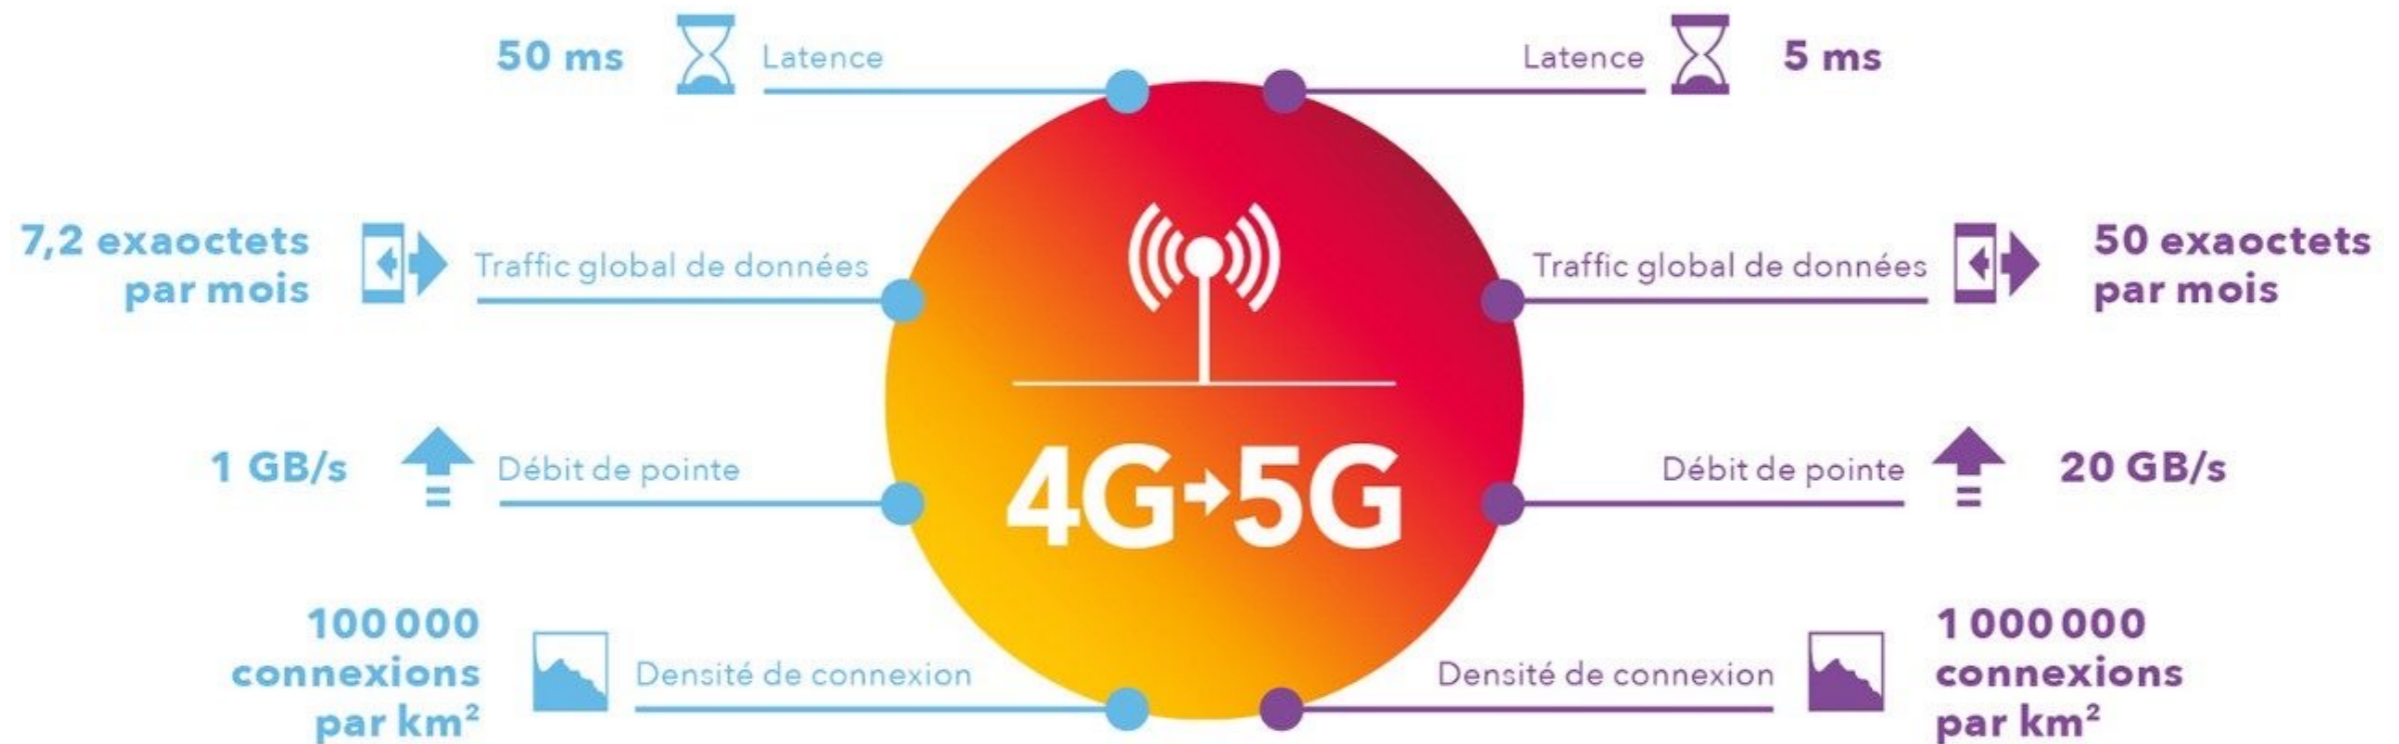 50 ms
Latence
Latence
5 ms
7,2 exaoctets
par mois
Traffic global de données
Traffic global de données
50 exaoctets
par mois
1 GB/s
Débit de pointe
4G→5G
Débit de pointe
20 GB/s
100 000
connexions
par km²
Densité de connexion
Densité de connexion
1 000 000
connexions
par km²